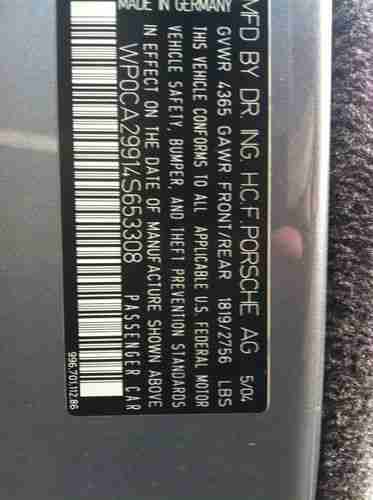 MADE IN GERMANY
MFD BY DR. ING. H.C.F. PORSCHE AG 5/04
GVWR 4365 GAWR FRONT/REAR 1819/2756 LBS
THIS VEHICLE CONFORMS TO ALL APPLICABLE U.S. FEDERAL MOTOR
VEHICLE SAFETY, BUMPER, AND THEFT PREVENTION STANDARDS
IN EFFECT ON THE DATE OF MANUFACTURE SHOWN ABOVE
WP0CA29914S653308 PASSENGER CAR
996.701.112.86